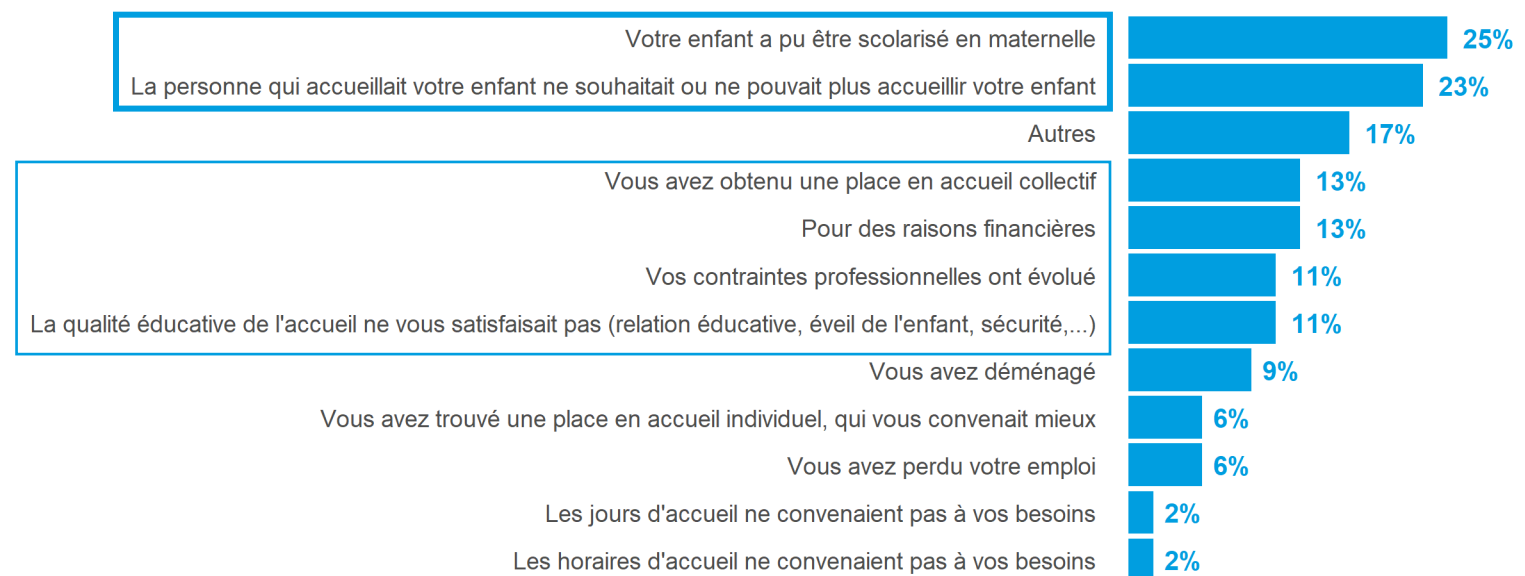 Votre enfant a pu être scolarisé en maternelle 25%
La personne qui accueillait votre enfant ne souhaitait ou ne pouvait plus accueillir votre enfant 23%
Autres 17%
Vous avez obtenu une place en accueil collectif 13%
Pour des raisons financières 13%
Vos contraintes professionnelles ont évolué 11%
La qualité éducative de l'accueil ne vous satisfaisait pas (relation éducative, éveil de l'enfant, sécurité,...) 11%
Vous avez déménagé 9%
Vous avez trouvé une place en accueil individuel, qui vous convenait mieux 6%
Vous avez perdu votre emploi 6%
Les jours d'accueil ne convenaient pas à vos besoins 2%
Les horaires d'accueil ne convenaient pas à vos besoins 2%